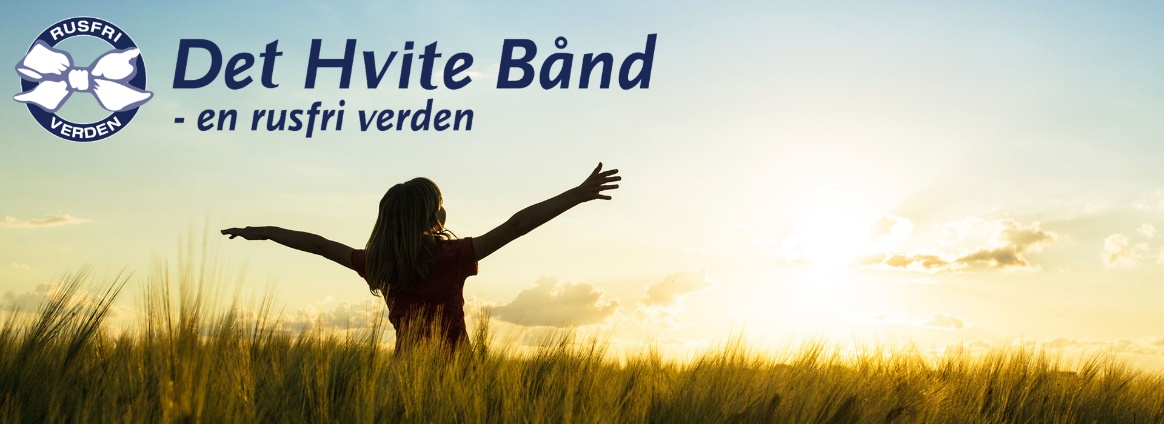 RUSFRI
VERDEN
Det Hvite Bånd
- en rusfri verden